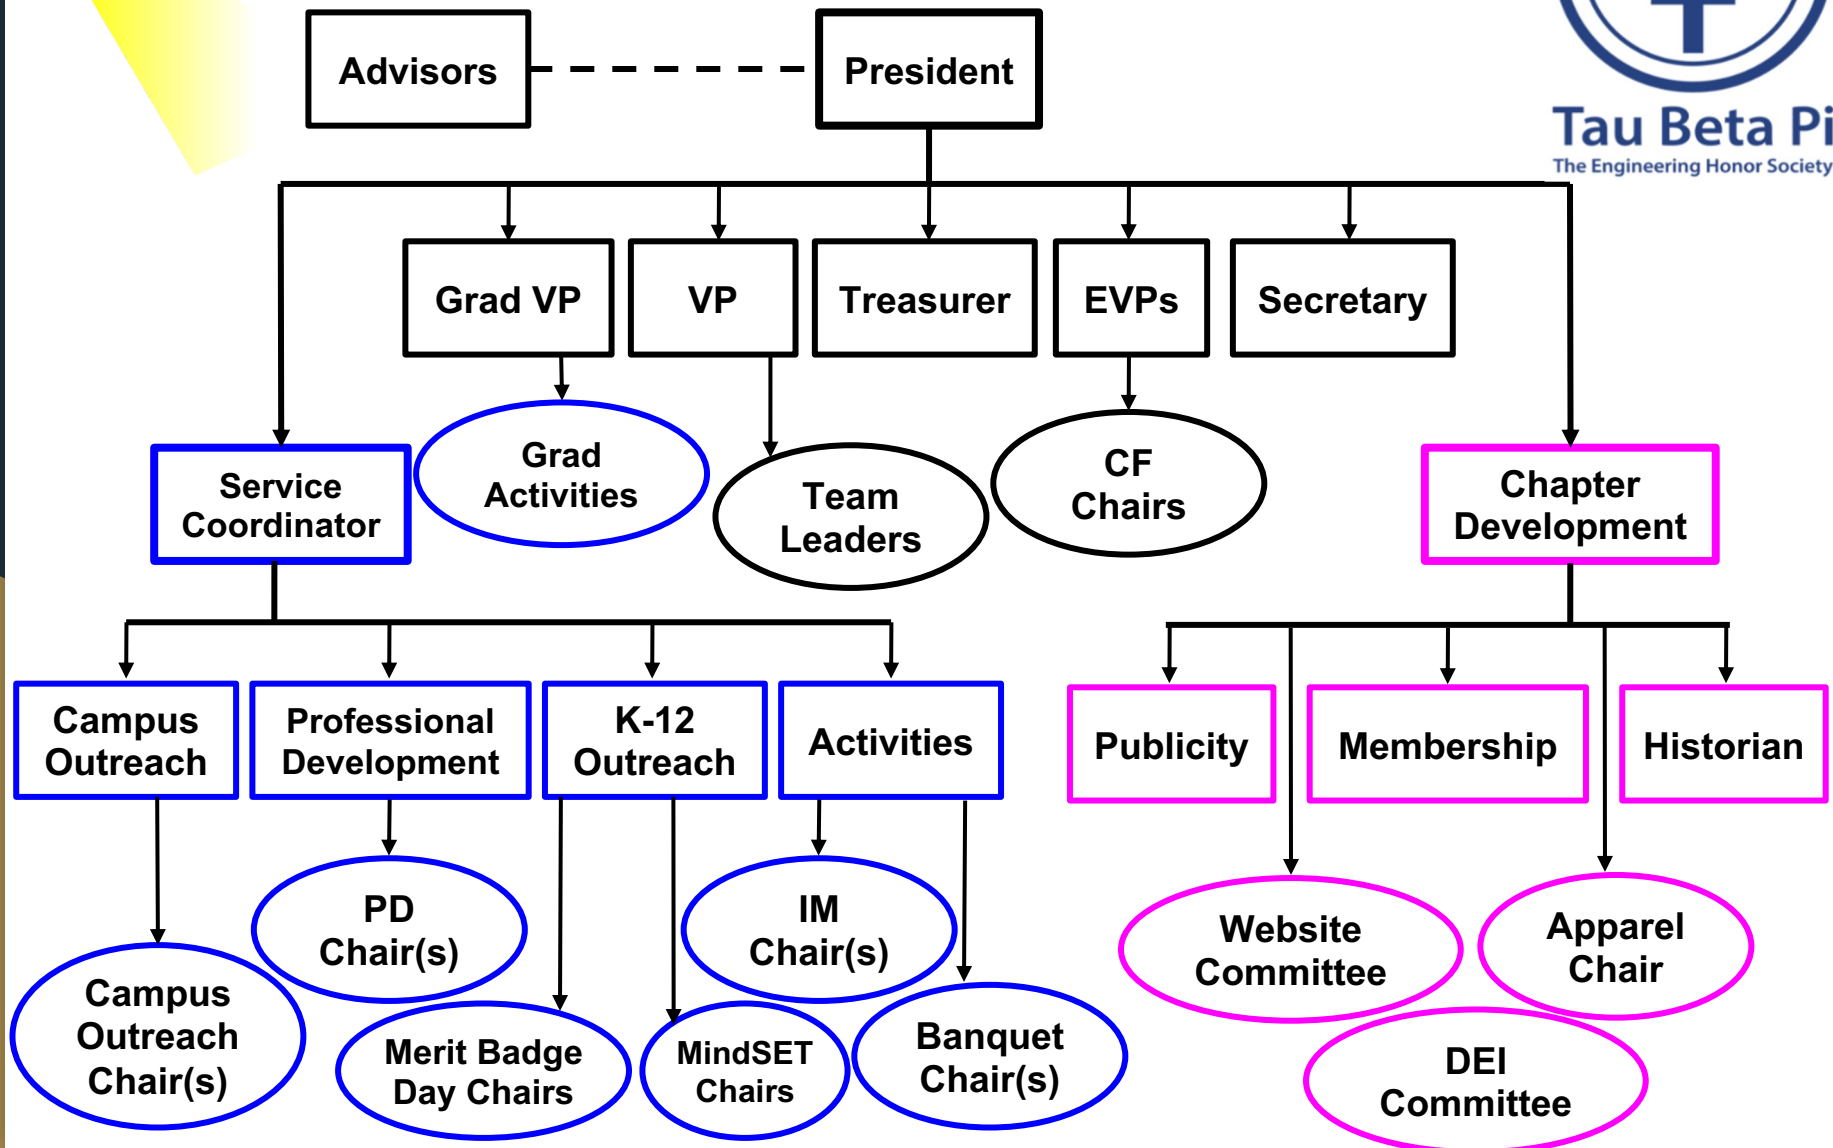 Advisors
President
Tau Beta Pi
The Engineering Honor Society
Grad VP
VP
Treasurer
EVPs
Secretary
Service
Coordinator
Grad
Activities
Team
Leaders
CF
Chairs
Chapter
Development
Campus
Outreach
Professional
Development
K-12
Outreach
Activities
Publicity
Membership
Historian
Campus
Outreach
Chair(s)
PD
Chair(s)
Merit Badge
Day Chairs
MindSET
Chairs
IM
Chair(s)
Banquet
Chair(s)
Website
Committee
Apparel
Chair
DEI
Committee